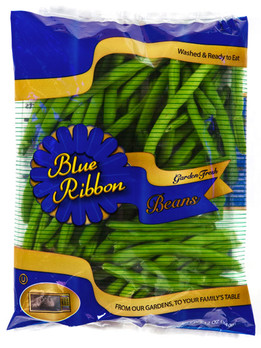 Washed & Ready to Eat
Blue
Ribbon
Garden Fresh
Beans
U
FROM OUR GARDENS, TO YOUR FAMILY'S TABLE